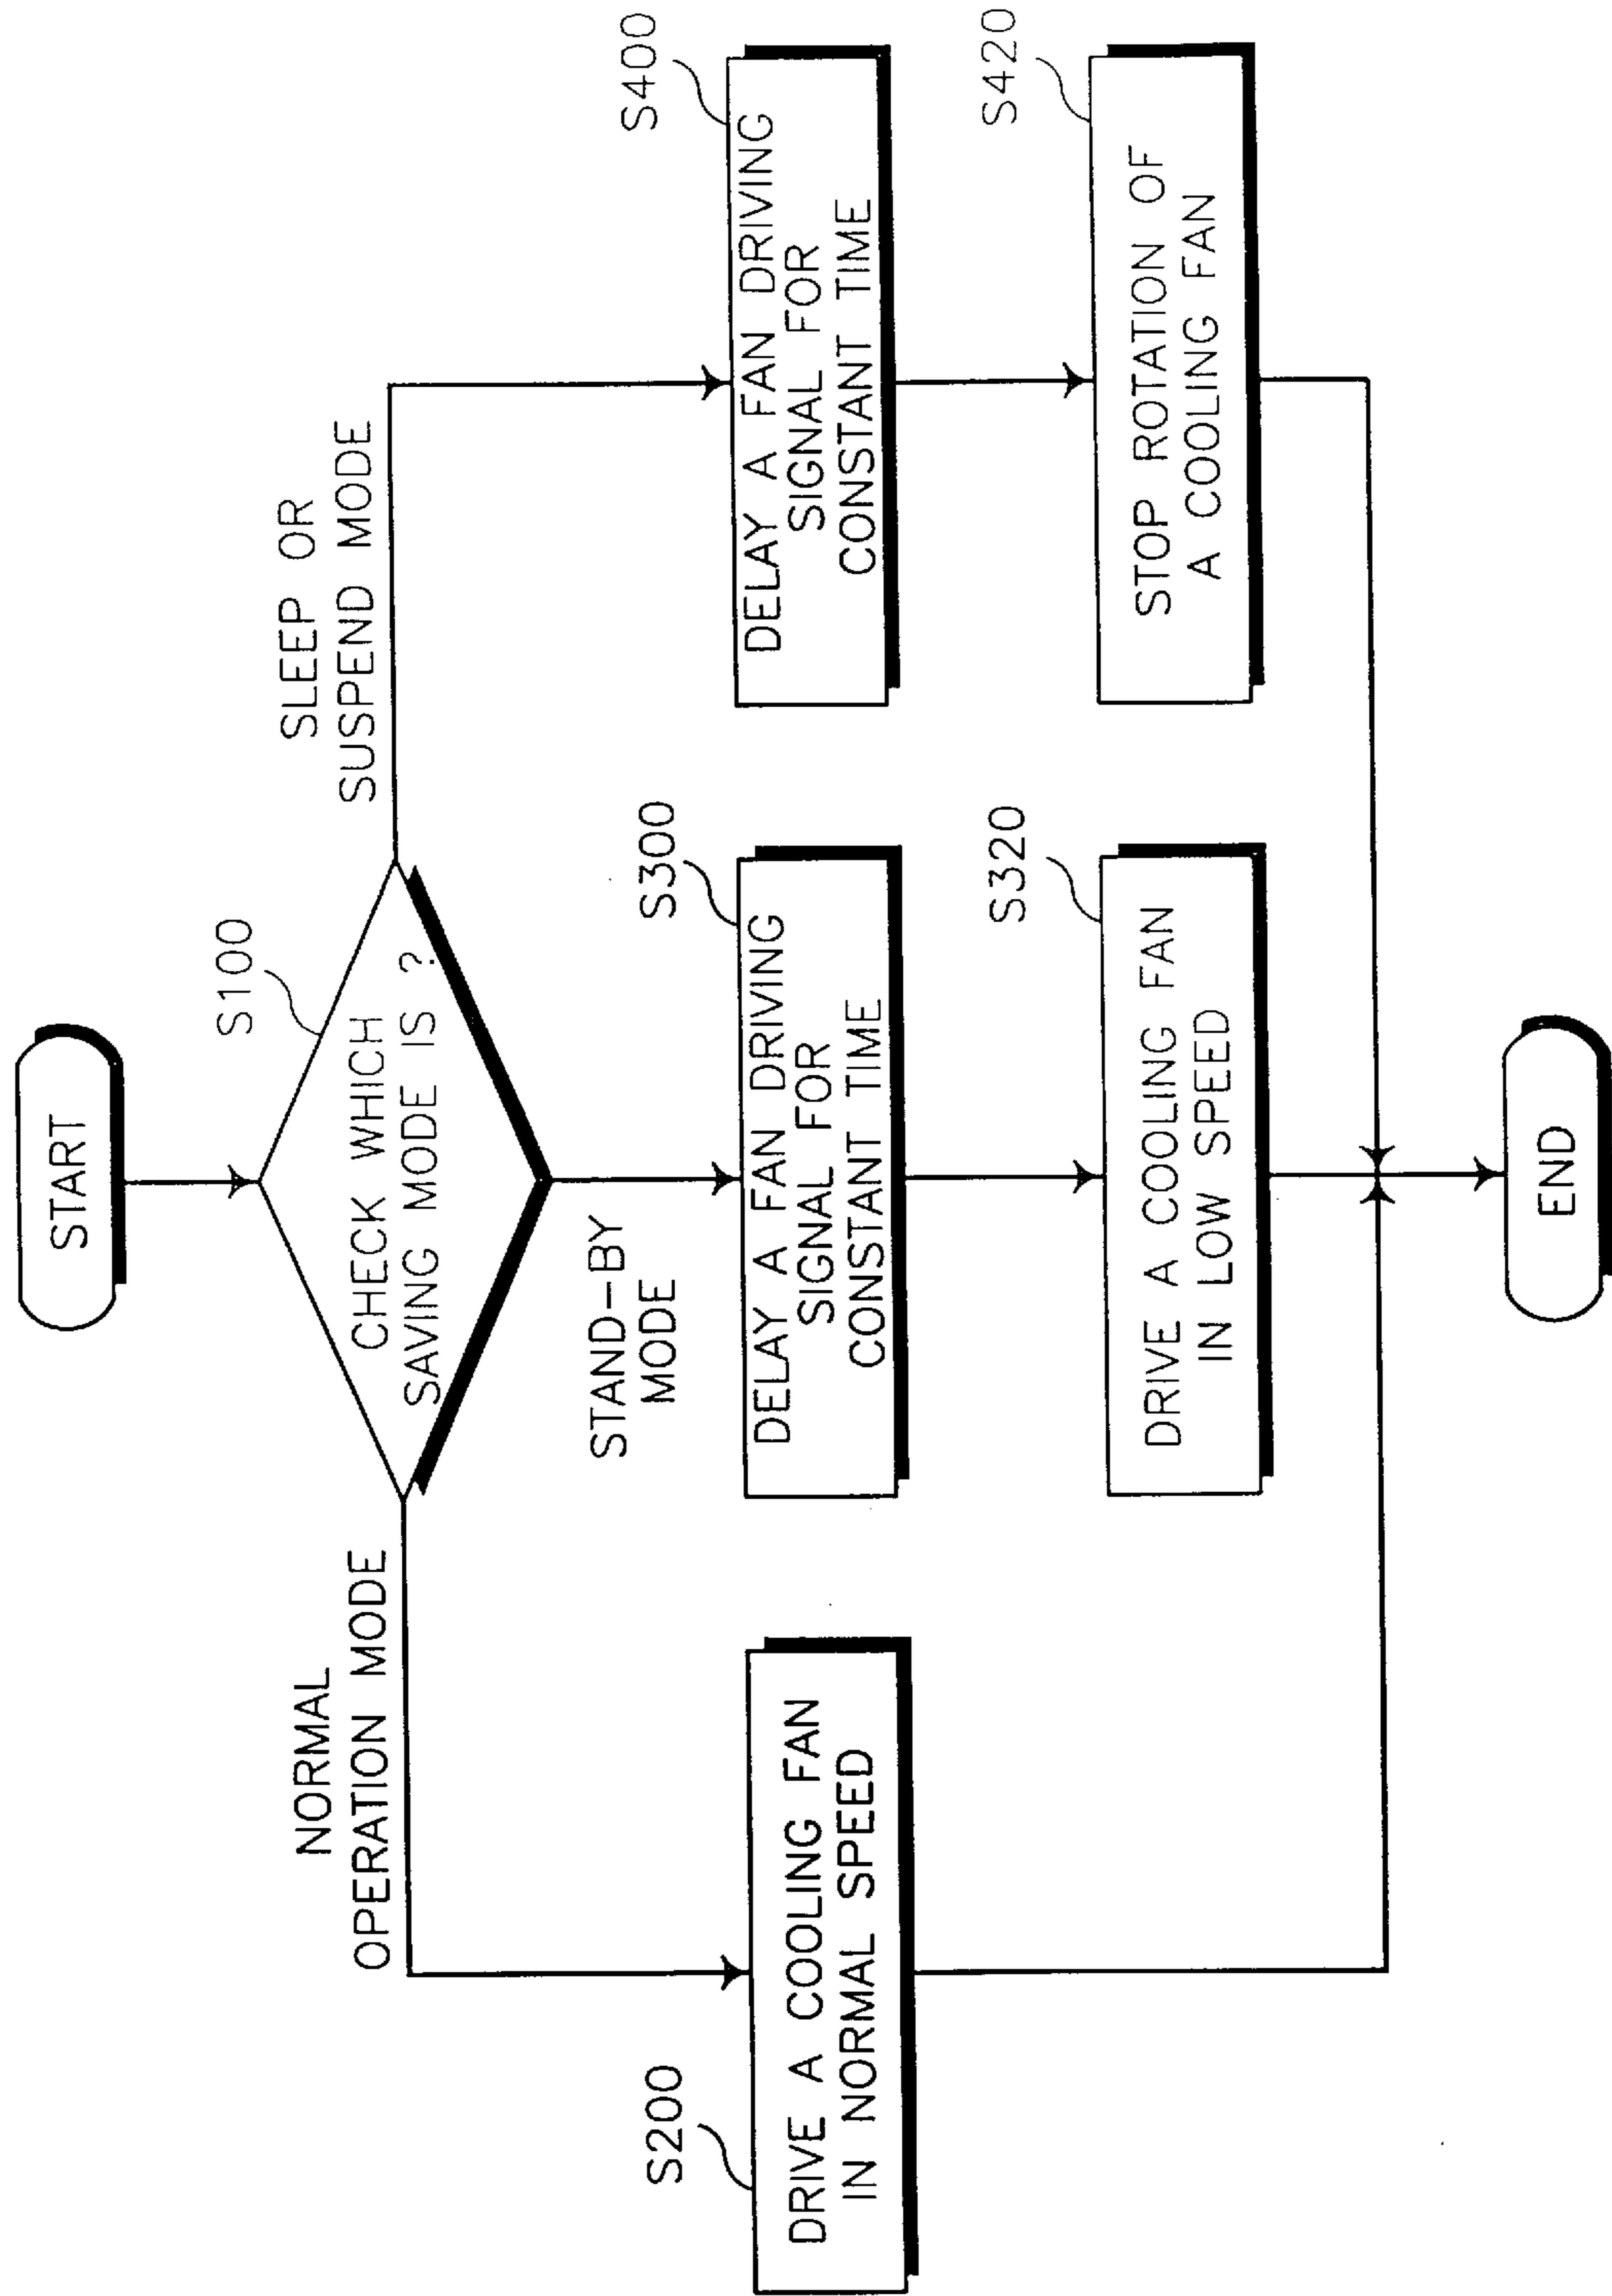 START
S100
CHECK WHICH
SAVING MODE IS ?
NORMAL
OPERATION MODE
STAND-BY
MODE
SLEEP OR
SUSPEND MODE
S200
DRIVE A COOLING FAN
IN NORMAL SPEED
S300
DELAY A FAN DRIVING
SIGNAL FOR
CONSTANT TIME
S400
DELAY A FAN DRIVING
SIGNAL FOR
CONSTANT TIME
S320
DRIVE A COOLING FAN
IN LOW SPEED
S420
STOP ROTATION OF
A COOLING FAN
END